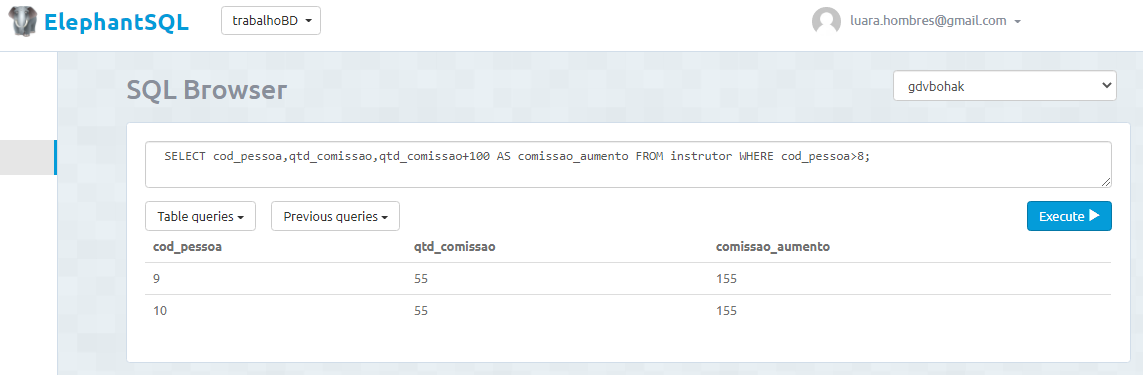 ElephantSQL
trabalhoBD
luara.hombres@gmail.com
SQL Browser
gdvbohak
SELECT cod_pessoa,qtd_comissao,qtd_comissao+100 AS comissao_aumento FROM instrutor WHERE cod_pessoa>8;
Table queries
Previous queries
Execute
cod_pessoa qtd_comissao comissao_aumento
9 55 155
10 55 155